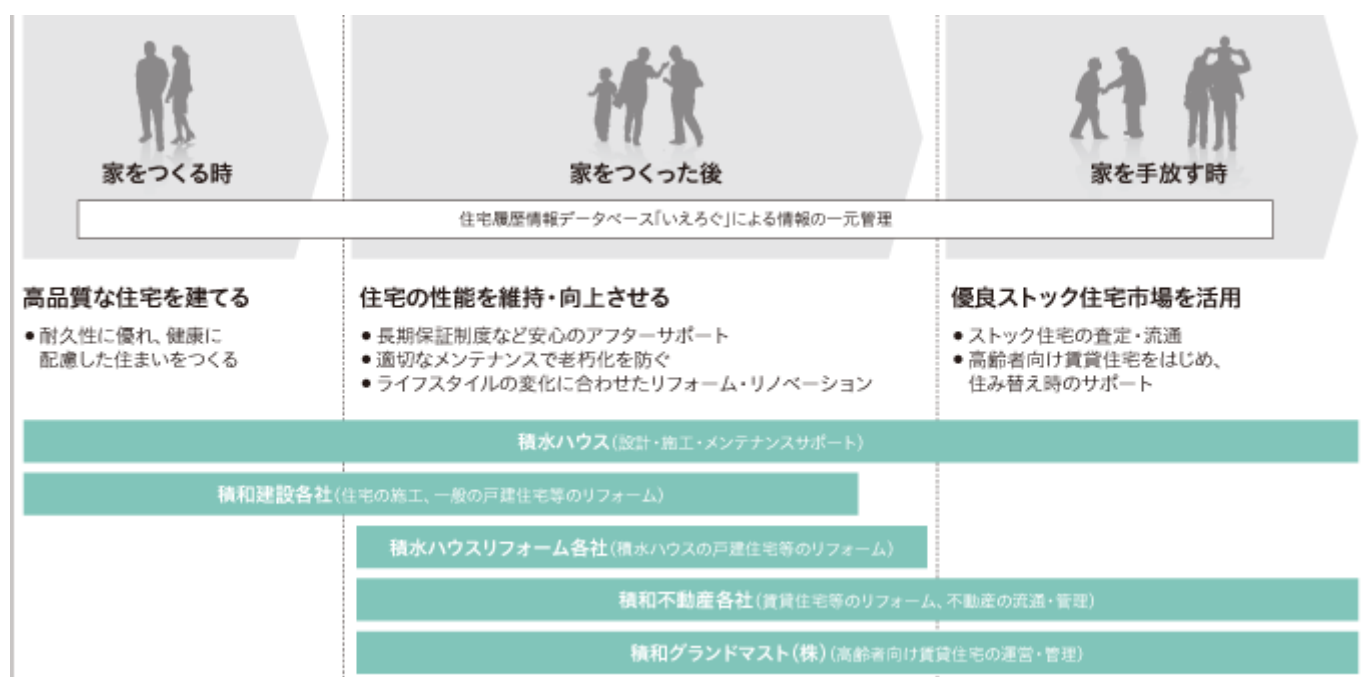 家をつくる時
家をつくった後
家を手放す時
住宅履歴情報データベース「いえろぐ」による情報の一元管理
高品質な住宅を建てる
●耐久性に優れ、健康に
配慮した住まいをつくる
住宅の性能を維持・向上させる
●長期保証制度など安心のアフターサポート
●適切なメンテナンスで老朽化を防ぐ
●ライフスタイルの変化に合わせたリフォーム・リノベーション
優良ストック住宅市場を活用
●ストック住宅の査定・流通
●高齢者向け賃貸住宅をはじめ、
住み替え時のサポート
積水ハウス(設計・施工・メンテナンスサポート)
積和建設各社(住宅の施工、一般の戸建住宅等のリフォーム)
積水ハウスリフォーム各社(積水ハウスの戸建住宅等のリフォーム)
積和不動産各社(賃貸住宅等のリフォーム、不動産の流通・管理)
積和グランドマスト(株)(高齢者向け賃貸住宅の運営・管理)